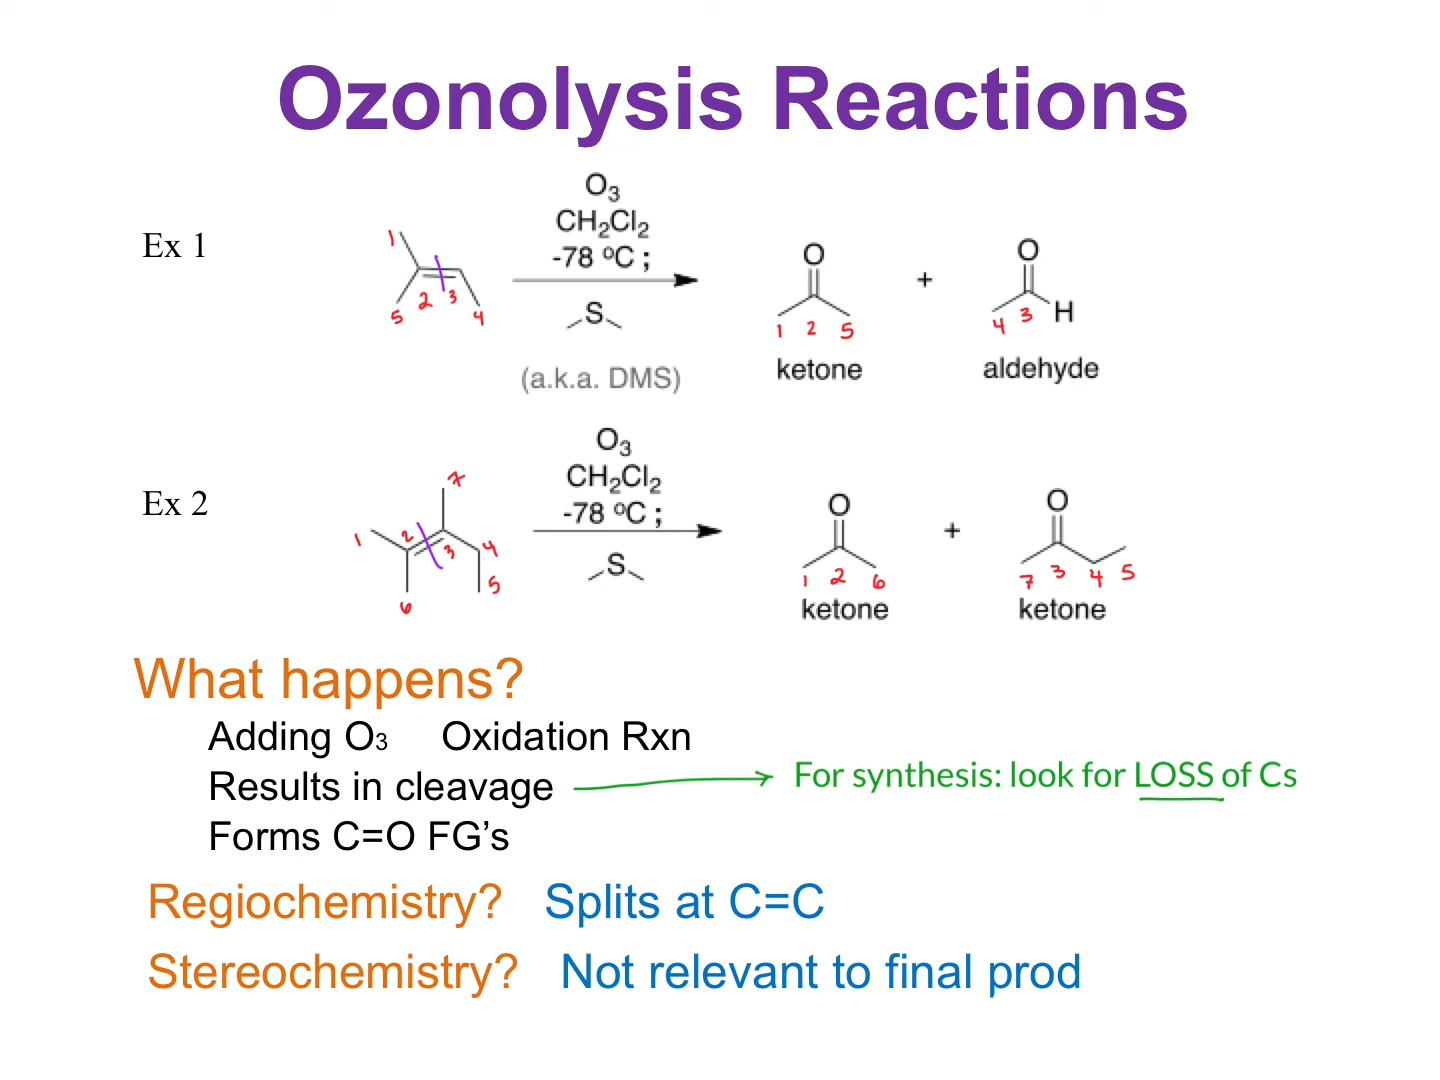 Ozonolysis Reactions
Ex 1
1
2
3
4
5
O3
CH2Cl2
-78 ºC ;
S
(a.k.a. DMS)
O
1 2 5
ketone
+
O
H
4 3
aldehyde
Ex 2
7
1
2
3
4
5
6
O3
CH2Cl2
-78 ºC ;
S
O
1 2 6
ketone
+
O
7 3 4 5
ketone
What happens?
Adding O3 Oxidation Rxn
Results in cleavage
For synthesis: look for LOSS of Cs
Forms C=O FG’s
Regiochemistry? Splits at C=C
Stereochemistry? Not relevant to final prod